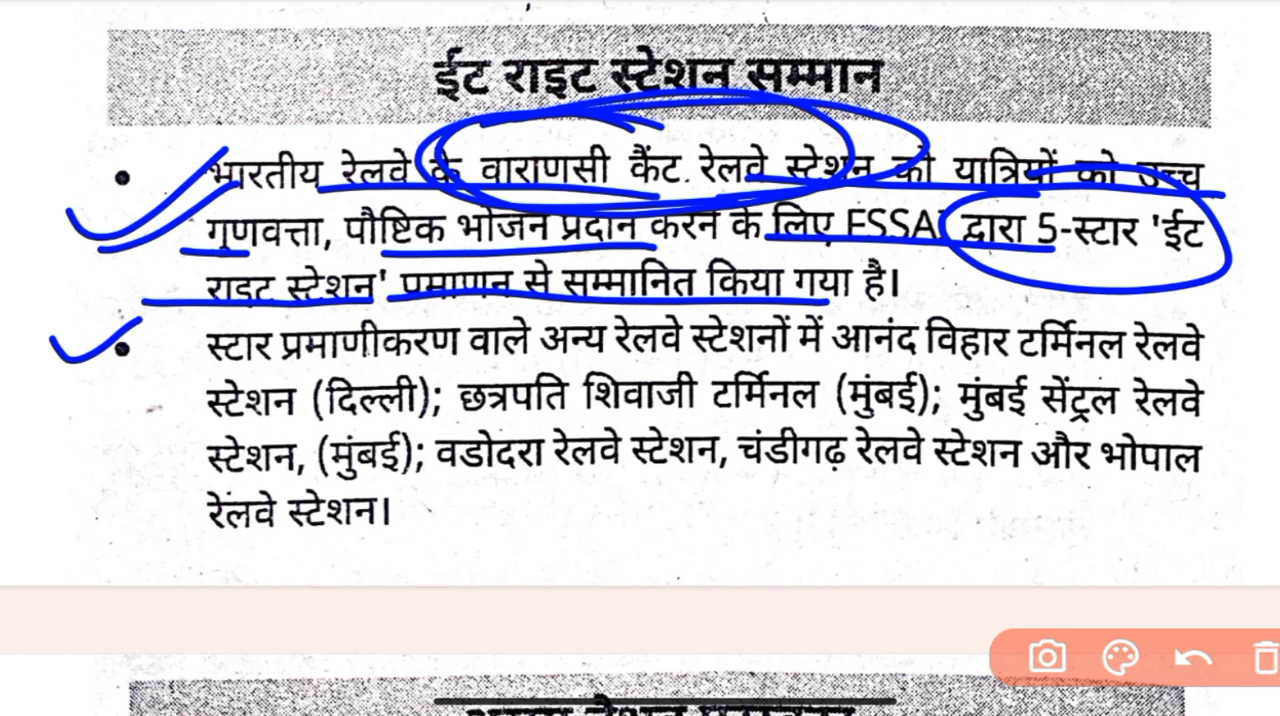 ईट राइट स्टेशन सम्मान
• भारतीय रेलवे के वाराणसी कैंट रेलवे स्टेशन को यात्रियों को उच्च
गुणवत्ता, पौष्टिक भोजन प्रदान करने के लिए FSSAI द्वारा 5-स्टार 'ईट
राइट स्टेशन' प्रमाणन से सम्मानित किया गया है।
• स्टार प्रमाणीकरण वाले अन्य रेलवे स्टेशनों में आनंद विहार टर्मिनल रेलवे
स्टेशन (दिल्ली); छत्रपति शिवाजी टर्मिनल (मुंबई); मुंबई सेंट्रल रेलवे
स्टेशन, (मुंबई); वडोदरा रेलवे स्टेशन, चंडीगढ़ रेलवे स्टेशन और भोपाल
रेलवे स्टेशन।